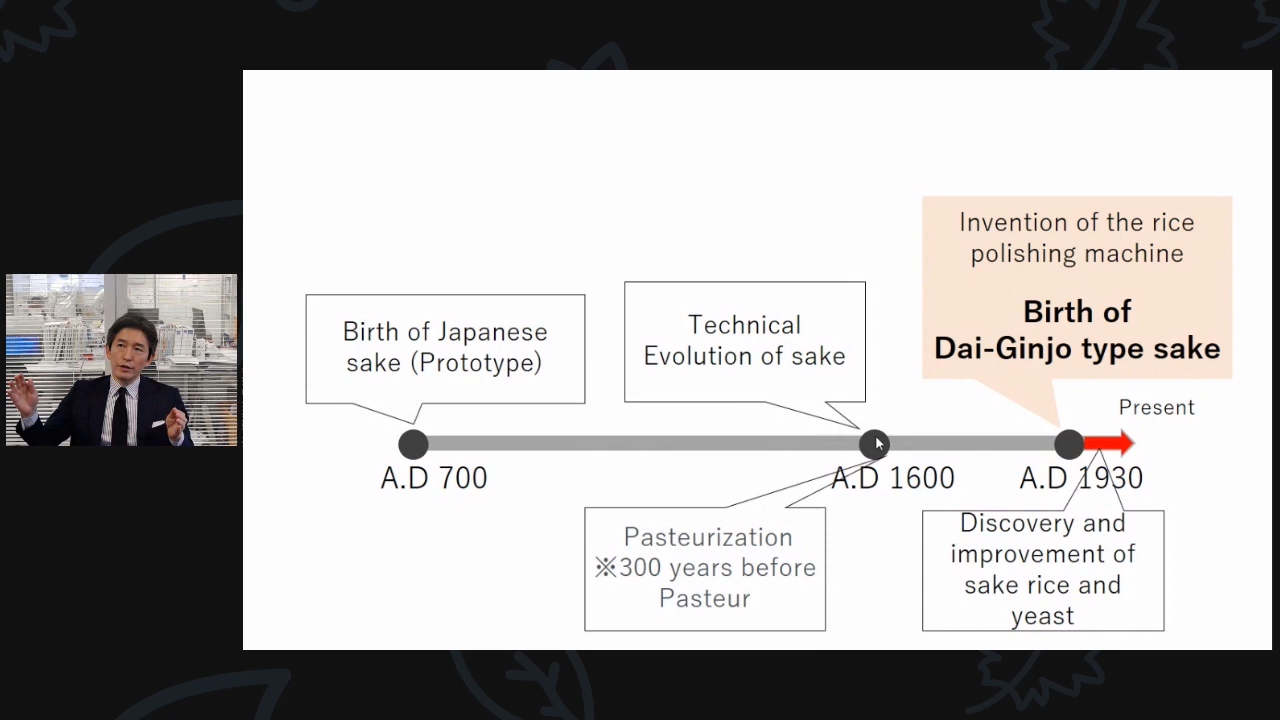 Invention of the rice
polishing machine
Birth of
Dai-Ginjo type sake
Birth of Japanese
sake (Prototype)
Technical
Evolution of sake
Present
A.D 700
A.D 1600
A.D 1930
Pasteurization
※300 years before
Pasteur
Discovery and
improvement of
sake rice and
yeast